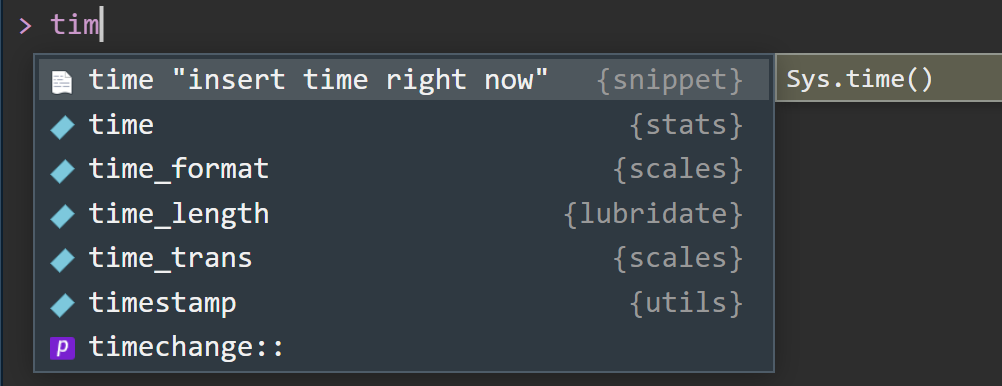 > tim
time "insert time right now" {snippet} Sys.time()
time {stats}
time_format {scales}
time_length {lubridate}
time_trans {scales}
timestamp {utils}
p timechange::